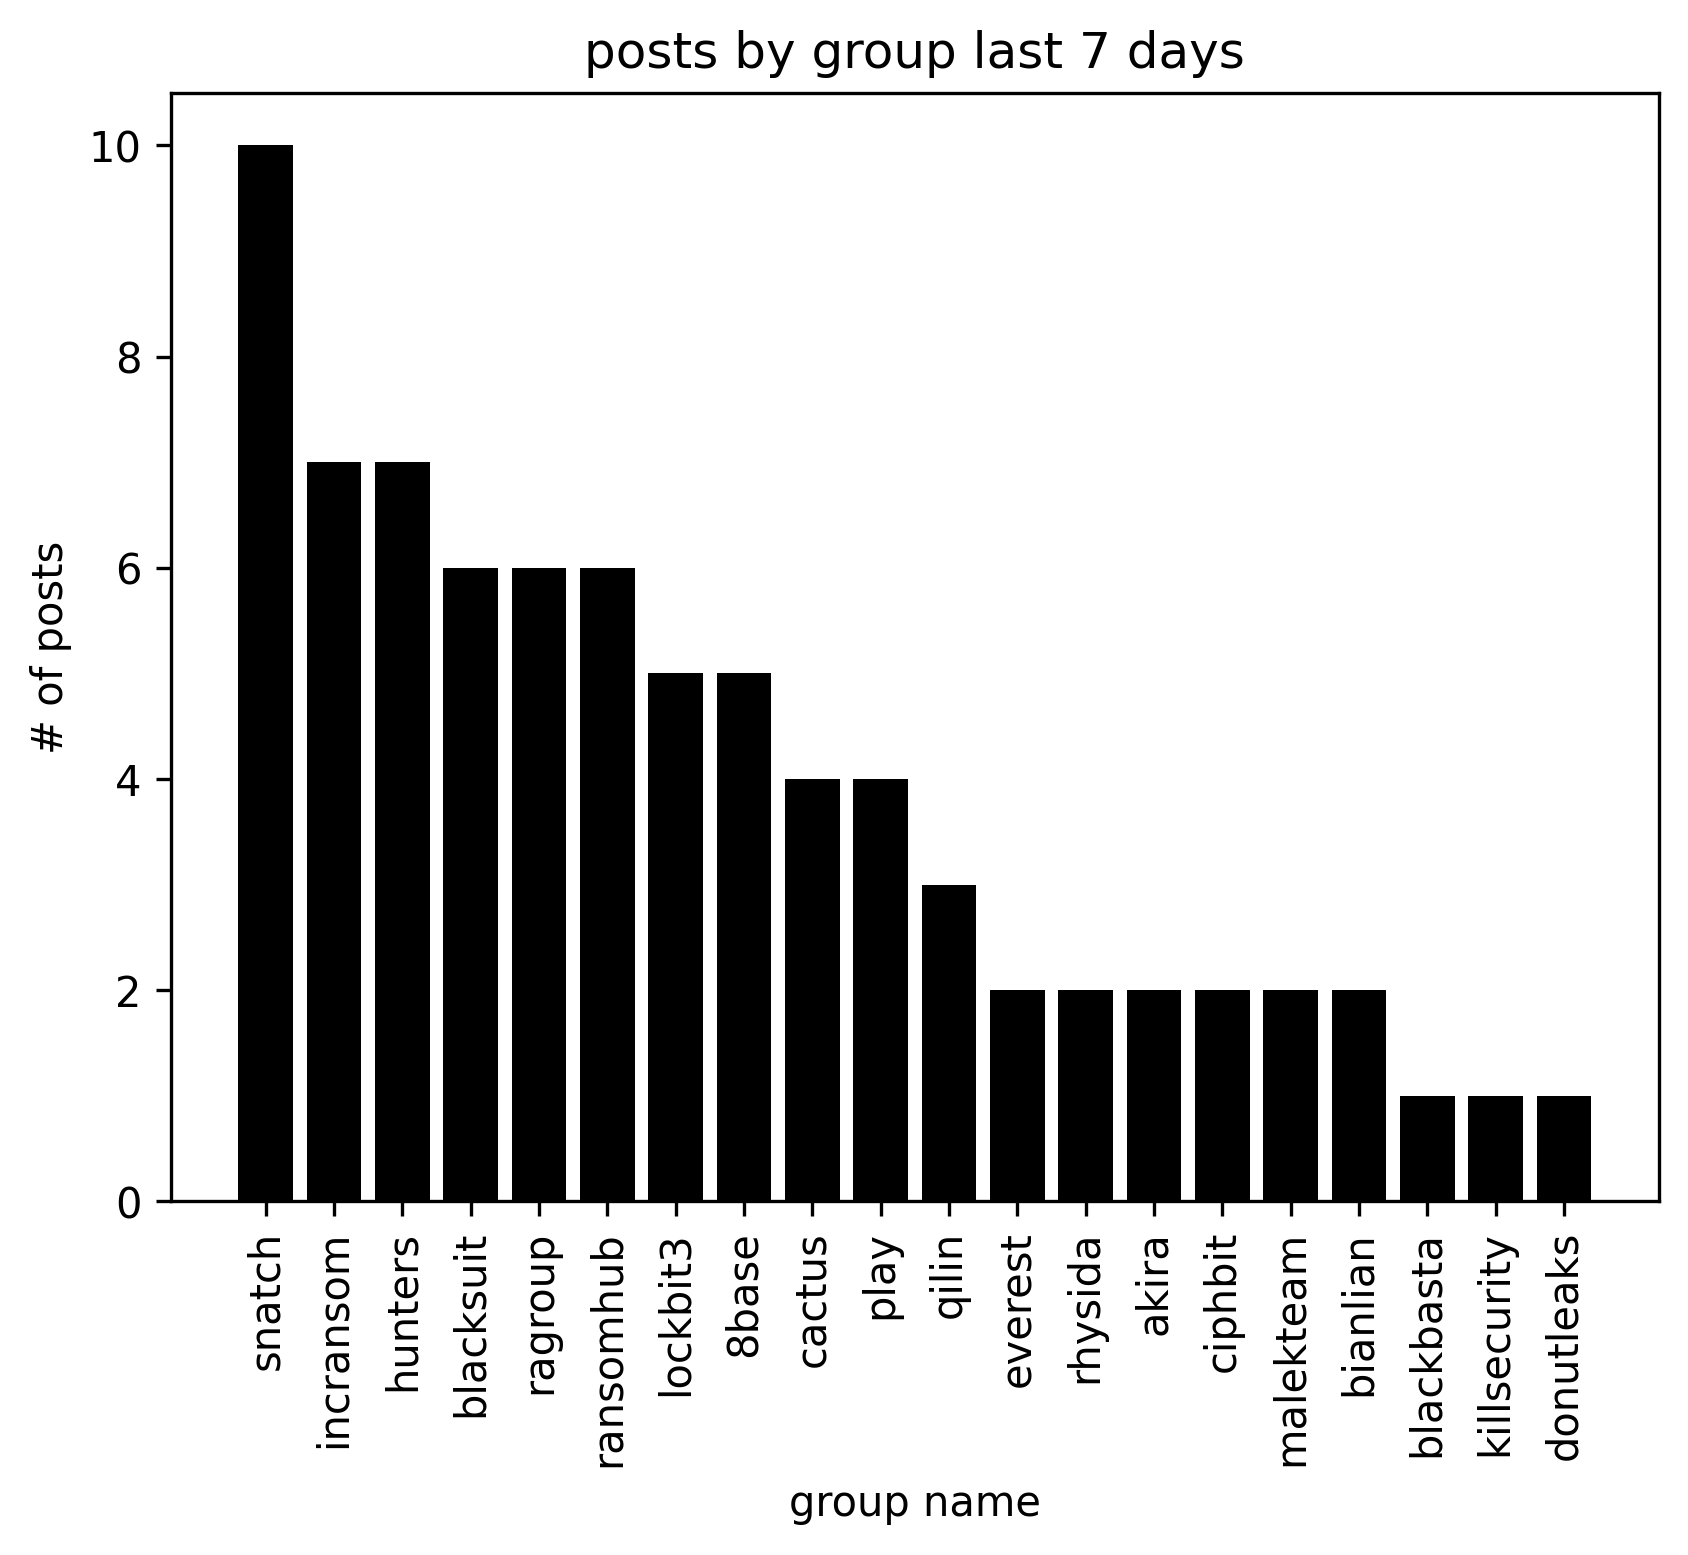 posts by group last 7 days
# of posts
10
8
6
4
2
0
snatch
incransom
hunters
blacksuit
ragroup
ransomhub
lockbit3
8base
cactus
play
qilin
everest
rhysida
akira
ciphbit
malekteam
bianlian
blackbasta
killsecurity
donutleaks
group name